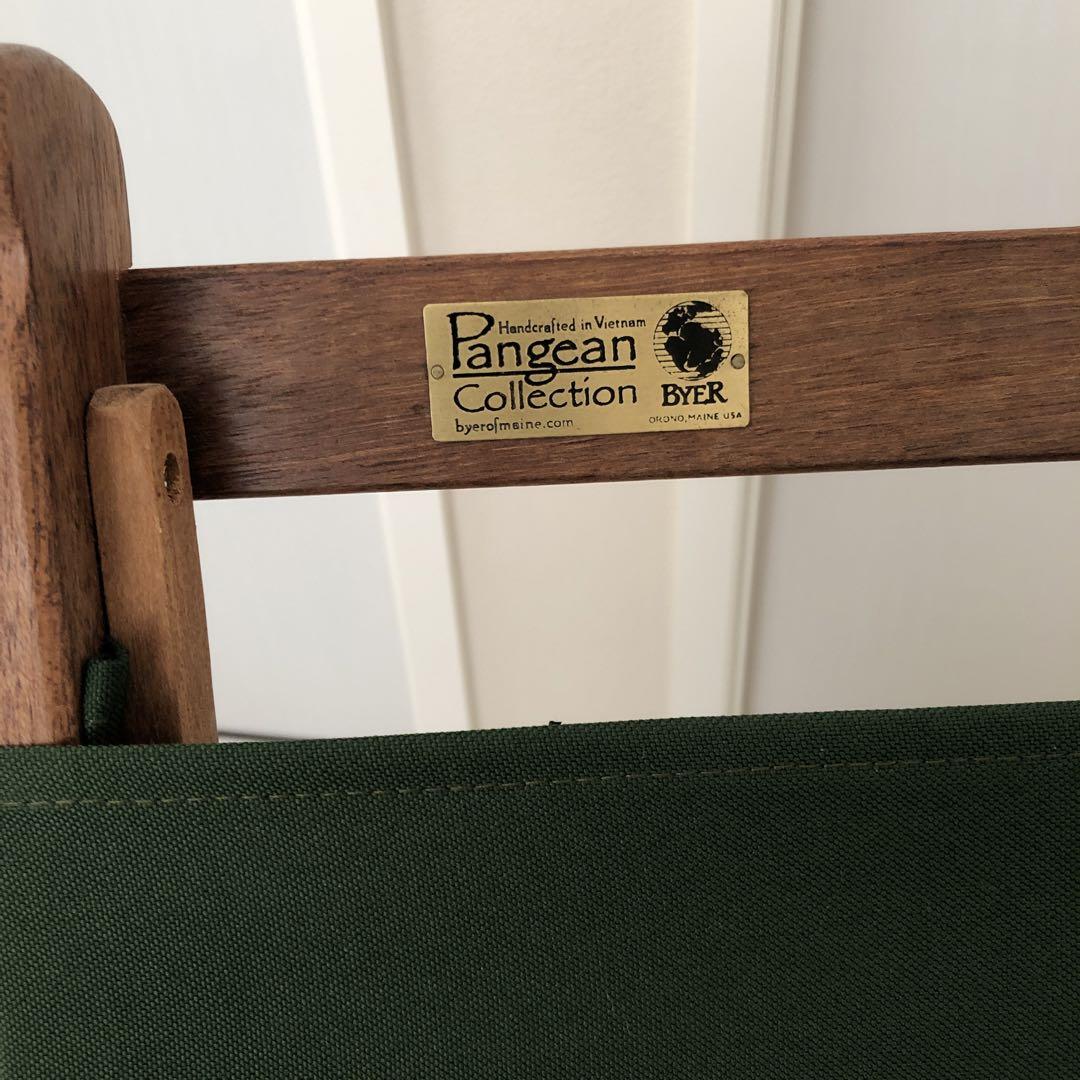 Handcrafted in Vietnam
Pangean
Collection
byerofmaine.com
BYER
ORONO, MAINE USA